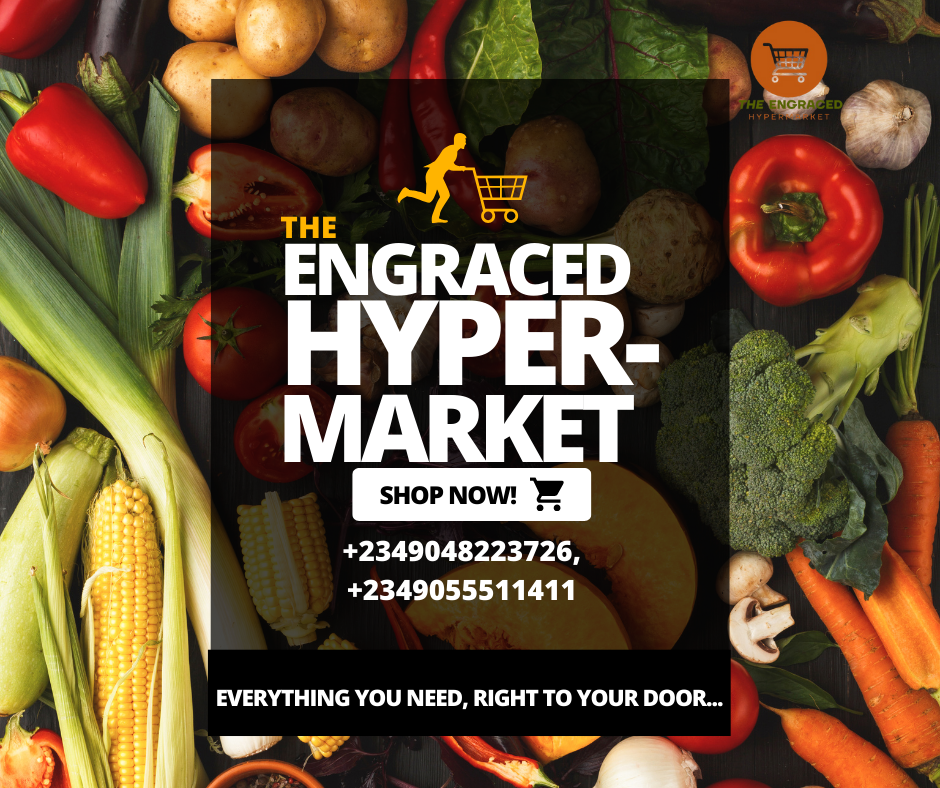 THE ENGRACED
HYPERMARKET
THE
ENGRACED
HYPER-
MARKET
SHOP NOW!
+2349048223726,
+2349055511411
EVERYTHING YOU NEED, RIGHT TO YOUR DOOR...